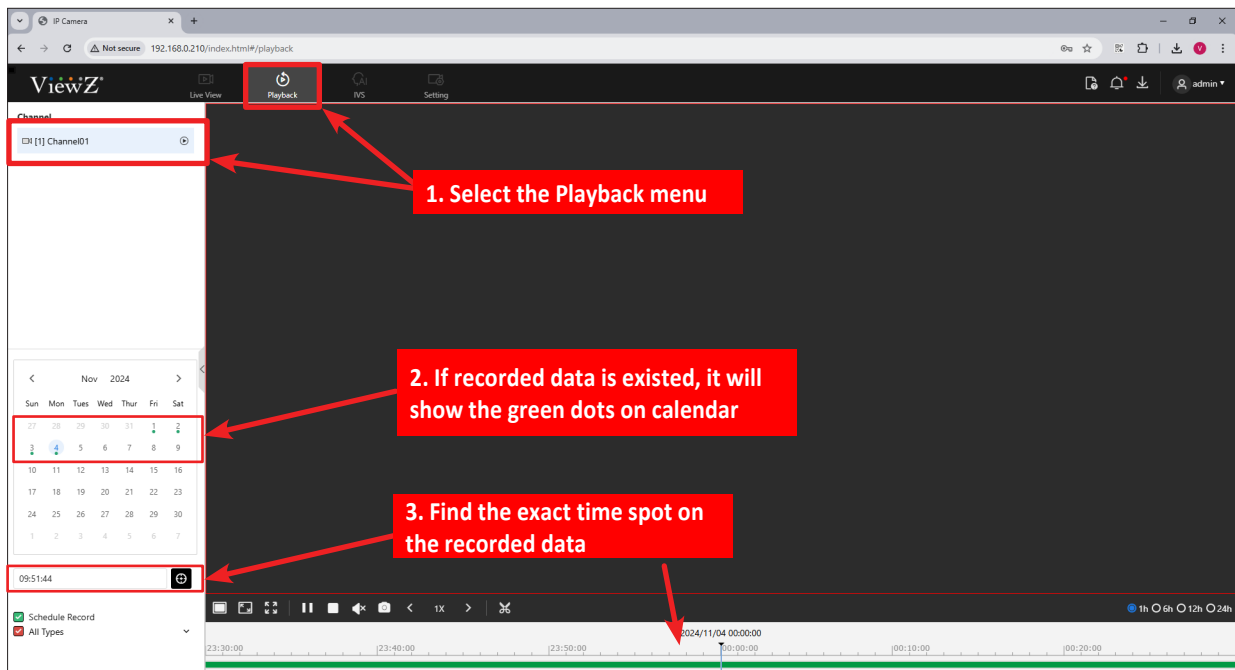 IP Camera
Not secure 192.168.0.210/index.html#/playback
V
ViewZ
Live View
Playback
AI
IVS
Setting
admin
Channel
[1] Channel01
1. Select the Playback menu
Nov 2024
Sun Mon Tues Wed Thur Fri Sat
27 28 29 30 31 1 2
3 4 5 6 7 8 9
10 11 12 13 14 15 16
17 18 19 20 21 22 23
24 25 26 27 28 29 30
1 2 3 4 5 6 7
2. If recorded data is existed, it will
show the green dots on calendar
3. Find the exact time spot on
the recorded data
09:51:44
1X
1h 6h 12h 24h
Schedule Record
All Types
2024/11/04 00:00:00
23:30:00 23:40:00 23:50:00 00:00:00 00:10:00 00:20:00